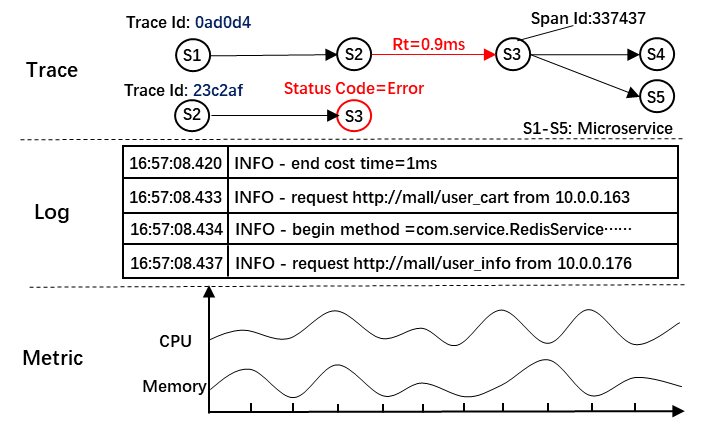 Trace Id: 0ad0d4
Span Id:337437
S1
S2
Rt=0.9ms
S3
S4
Trace
Trace Id: 23c2af
Status Code=Error
S5
S2
S3
S1-S5: Microservice
Log
16:57:08.420 INFO - end cost time=1ms
16:57:08.433 INFO - request http://mall/user_cart from 10.0.0.163
16:57:08.434 INFO - begin method =com.service.RedisService⋯⋯
16:57:08.437 INFO - request http://mall/user_info from 10.0.0.176
Metric
CPU
Memory